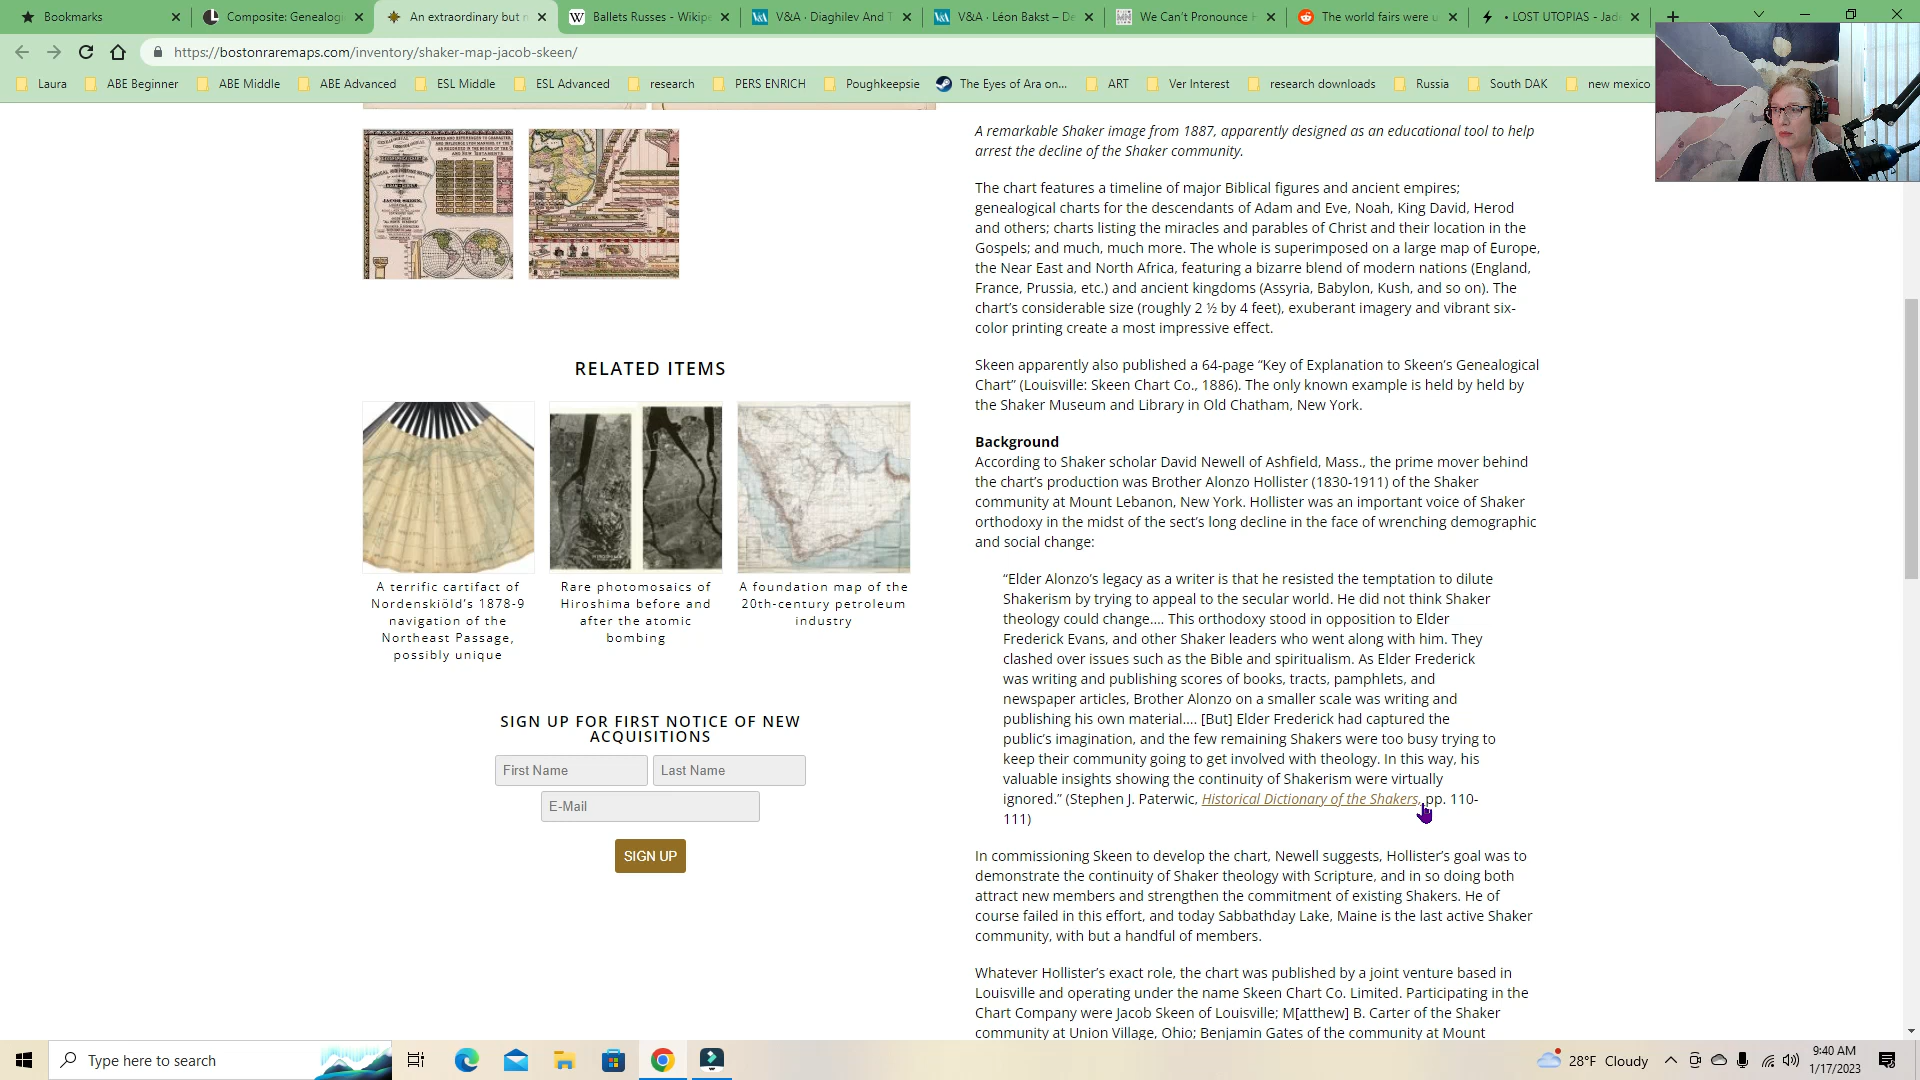 Bookmarks
Composite: Genealogi
An extraordinary but r
Ballets Russes - Wikipe
V&A · Diaghilev And T
V&A · Léon Bakst – De
We Can't Pronounce H
The world fairs were u
• LOST UTOPIAS - Jad
https://bostonraremaps.com/inventory/shaker-map-jacob-skeen/
Laura
ABE Beginner
ABE Middle
ABE Advanced
ESL Middle
ESL Advanced
research
PERS ENRICH
Poughkeepsie
The Eyes of Ara on...
ART
Ver Interest
research downloads
Russia
South DAK
new mexico
RELATED ITEMS
A terrific cartifact of
Nordenskiöld's 1878-9
navigation of the
Northeast Passage,
possibly unique
Rare photomosaics of
Hiroshima before and
after the atomic
bombing
A foundation map of the
20th-century petroleum
industry
SIGN UP FOR FIRST NOTICE OF NEW
ACQUISITIONS
First Name
Last Name
E-Mail
SIGN UP
A remarkable Shaker image from 1887, apparently designed as an educational tool to help
arrest the decline of the Shaker community.
The chart features a timeline of major Biblical figures and ancient empires;
genealogical charts for the descendants of Adam and Eve, Noah, King David, Herod
and others; charts listing the miracles and parables of Christ and their location in the
Gospels; and much, much more. The whole is superimposed on a large map of Europe,
the Near East and North Africa, featuring a bizarre blend of modern nations (England,
France, Prussia, etc.) and ancient kingdoms (Assyria, Babylon, Kush, and so on). The
chart's considerable size (roughly 2 ½ by 4 feet), exuberant imagery and vibrant six-
color printing create a most impressive effect.
Skeen apparently also published a 64-page “Key of Explanation to Skeen's Genealogical
Chart” (Louisville: Skeen Chart Co., 1886). The only known example is held by held by
the Shaker Museum and Library in Old Chatham, New York.
Background
According to Shaker scholar David Newell of Ashfield, Mass., the prime mover behind
the chart's production was Brother Alonzo Hollister (1830-1911) of the Shaker
community at Mount Lebanon, New York. Hollister was an important voice of Shaker
orthodoxy in the midst of the sect's long decline in the face of wrenching demographic
and social change:
“Elder Alonzo's legacy as a writer is that he resisted the temptation to dilute
Shakerism by trying to appeal to the secular world. He did not think Shaker
theology could change.... This orthodoxy stood in opposition to Elder
Frederick Evans, and other Shaker leaders who went along with him. They
clashed over issues such as the Bible and spiritualism. As Elder Frederick
was writing and publishing scores of books, tracts, pamphlets, and
newspaper articles, Brother Alonzo on a smaller scale was writing and
publishing his own material.... [But] Elder Frederick had captured the
public's imagination, and the few remaining Shakers were too busy trying to
keep their community going to get involved with theology. In this way, his
valuable insights showing the continuity of Shakerism were virtually
ignored.” (Stephen J. Paterwic, Historical Dictionary of the Shakers, pp. 110-
111)
In commissioning Skeen to develop the chart, Newell suggests, Hollister's goal was to
demonstrate the continuity of Shaker theology with Scripture, and in so doing both
attract new members and strengthen the commitment of existing Shakers. He of
course failed in this effort, and today Sabbathday Lake, Maine is the last active Shaker
community, with but a handful of members.
Whatever Hollister's exact role, the chart was published by a joint venture based in
Louisville and operating under the name Skeen Chart Co. Limited. Participating in the
Chart Company were Jacob Skeen of Louisville; M[atthew] B. Carter of the Shaker
community at Union Village, Ohio; Benjamin Gates of the community at Mount
Type here to search
28°F Cloudy
9:40 AM
1/17/2023